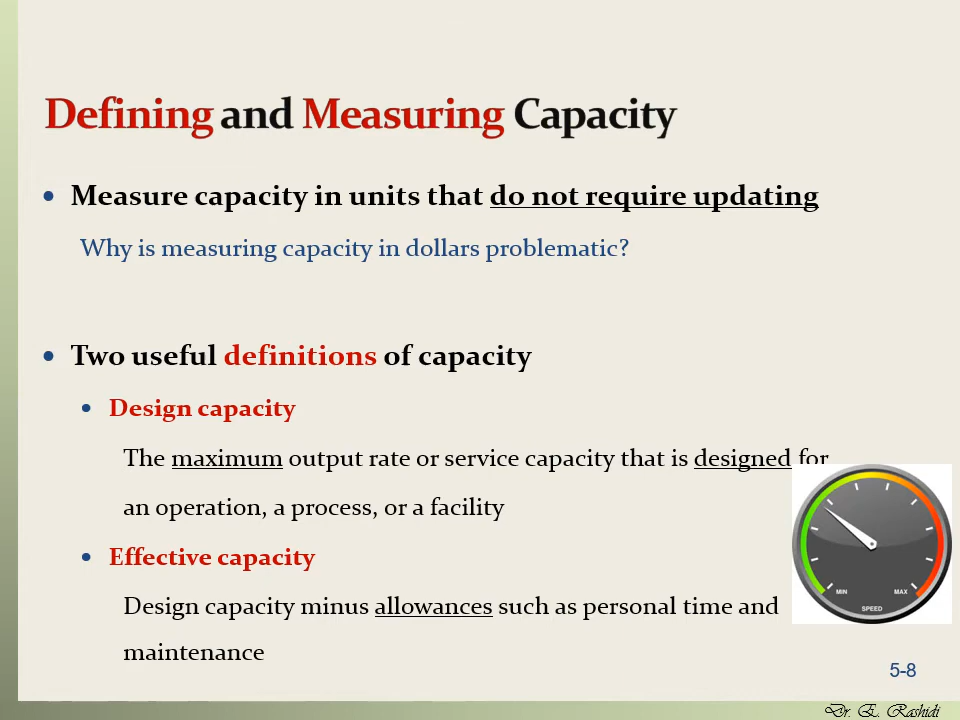 Defining and Measuring Capacity
Measure capacity in units that do not require updating
Why is measuring capacity in dollars problematic?
Two useful definitions of capacity
Design capacity
The maximum output rate or service capacity that is designed for
an operation, a process, or a facility
Effective capacity
Design capacity minus allowances such as personal time and
maintenance
MIN MAX
SPEED
5-8
Dr. E. Rashidi